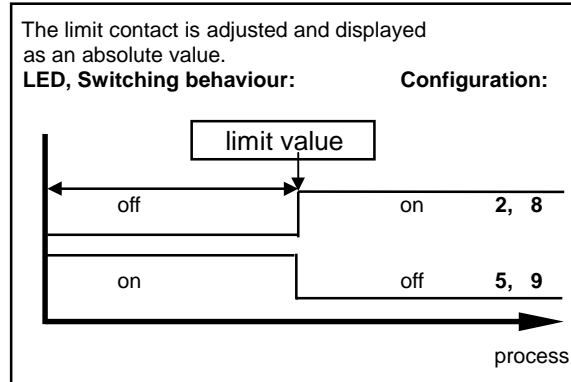 The limit contact is adjusted and displayed
as an absolute value.
LED, Switching behaviour: Configuration:
limit value
off on 2, 8
on off 5, 9
process